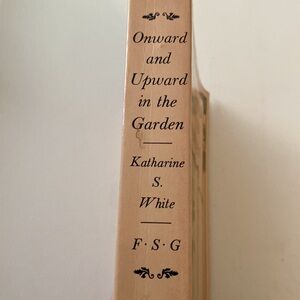 Onward
and
Upward
in the
Garden
Katharine
S.
White
F·S·G